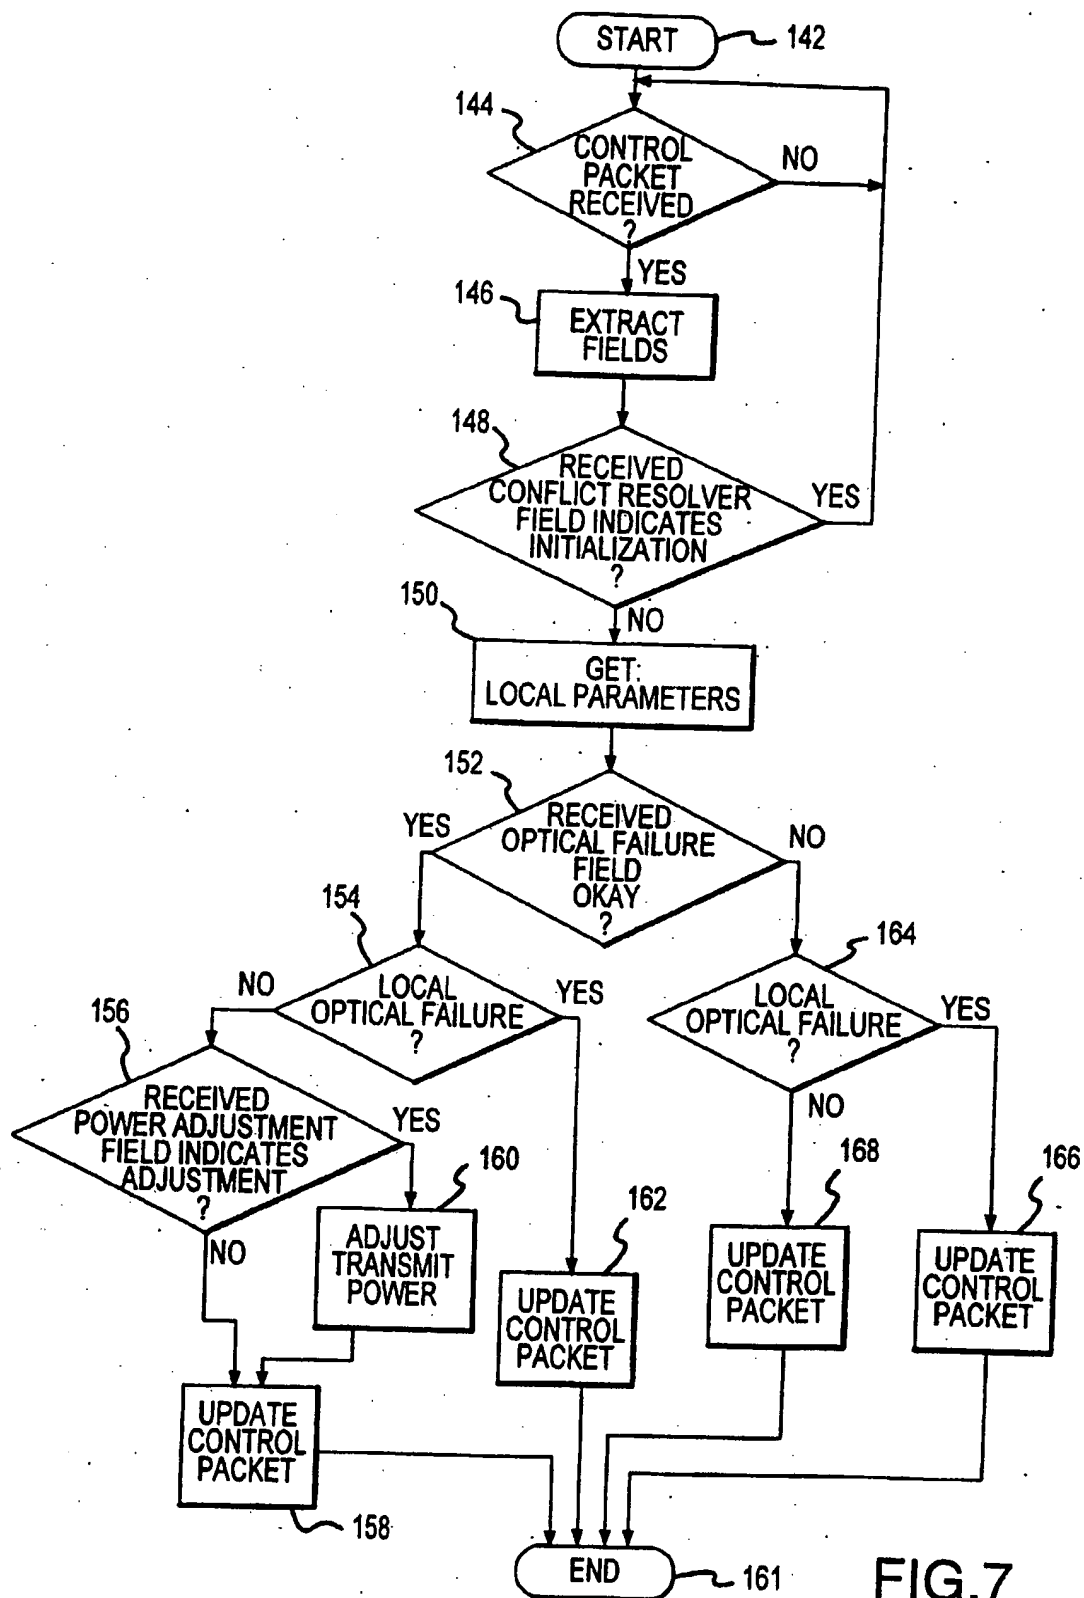 START
142
144
CONTROL
PACKET
RECEIVED
?
NO
YES
146
EXTRACT
FIELDS
148
RECEIVED
CONFLICT RESOLVER
FIELD INDICATES
INITIALIZATION
?
YES
NO
150
GET:
LOCAL PARAMETERS
152
RECEIVED
OPTICAL FAILURE
FIELD
OKAY
?
YES
NO
154
LOCAL
OPTICAL FAILURE
?
NO
YES
164
LOCAL
OPTICAL FAILURE
?
YES
NO
156
RECEIVED
POWER ADJUSTMENT
FIELD INDICATES
ADJUSTMENT
?
YES
NO
160
ADJUST
TRANSMIT
POWER
162
UPDATE
CONTROL
PACKET
168
UPDATE
CONTROL
PACKET
166
UPDATE
CONTROL
PACKET
UPDATE
CONTROL
PACKET
158
END
161
FIG.7